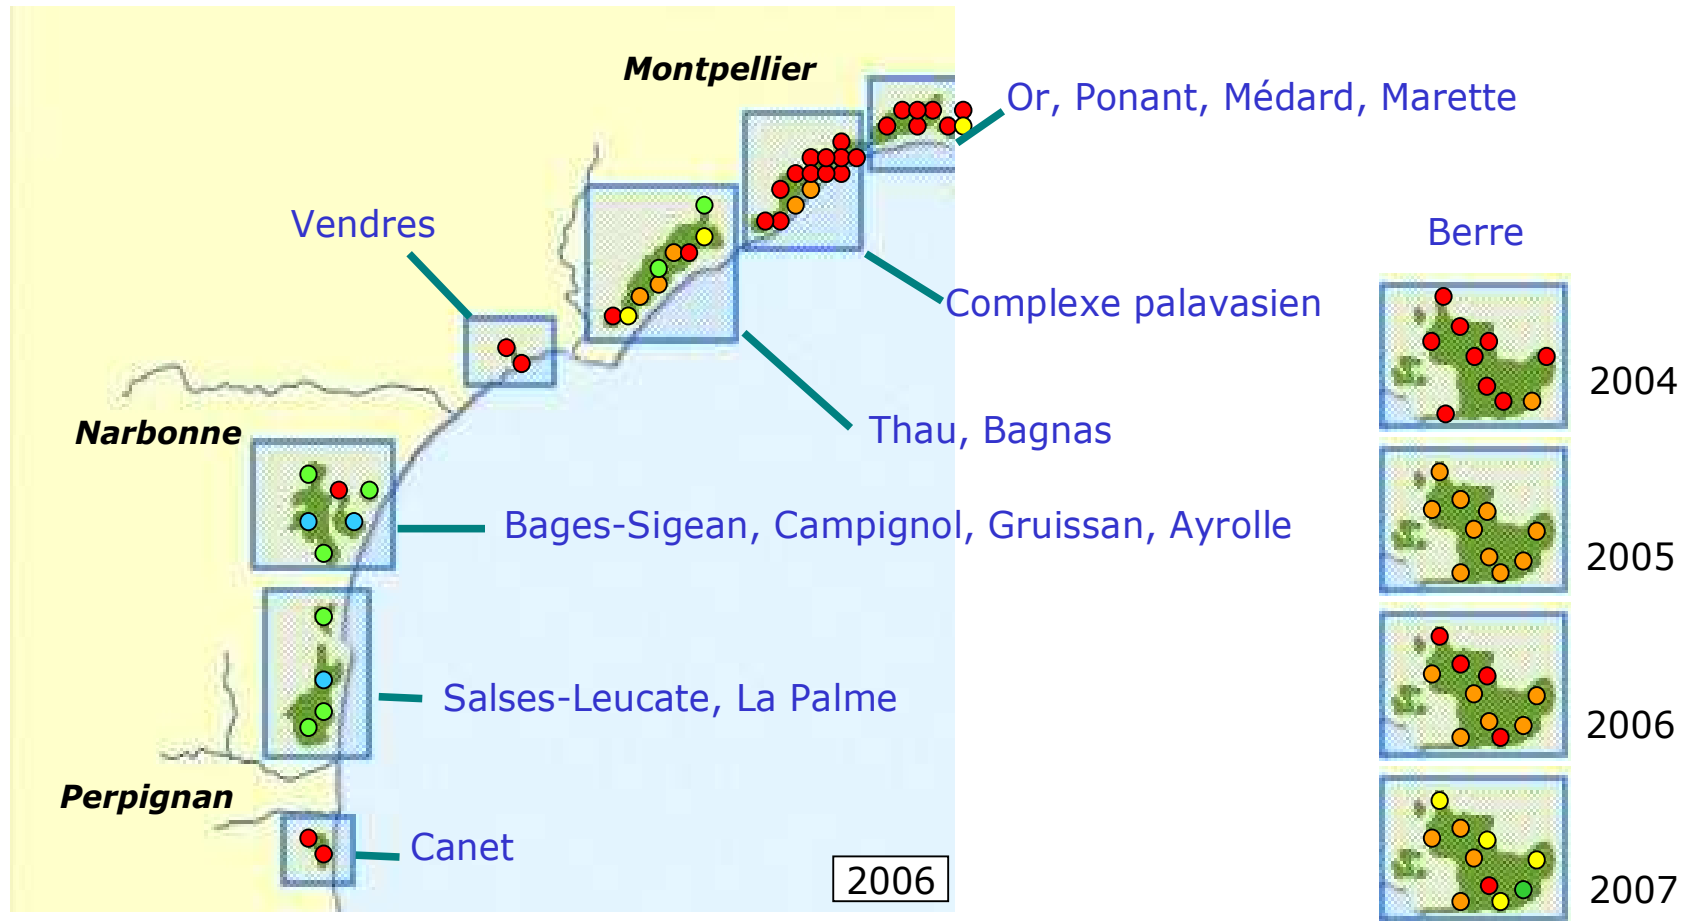 Montpellier
Or, Ponant, Médard, Marette
Vendres
Berre
Complexe palavasien
2004
Thau, Bagnas
Narbonne
Bages-Sigean, Campignol, Gruissan, Ayrolle
2005
Salses-Leucate, La Palme
2006
Perpignan
Canet
2006
2007